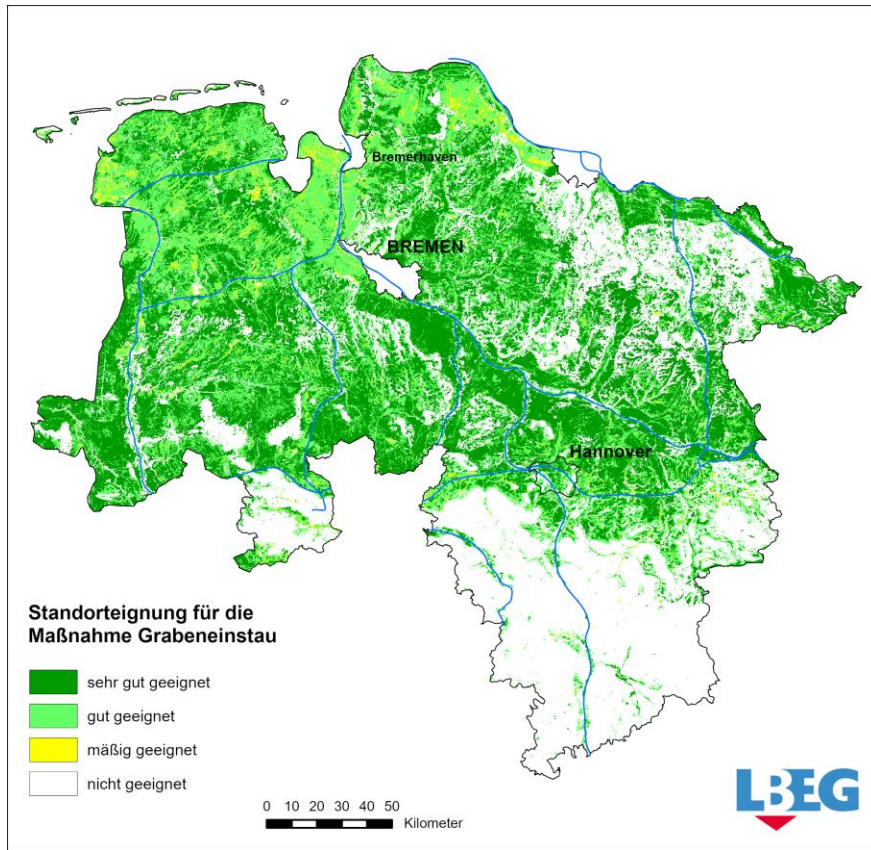 Bremerhaven
BREMEN
Hannover
Standorteignung für die
Maßnahme Grabeneinstau
sehr gut geeignet
gut geeignet
mäßig geeignet
nicht geeignet
0 10 20 30 40 50
Kilometer
LBEG